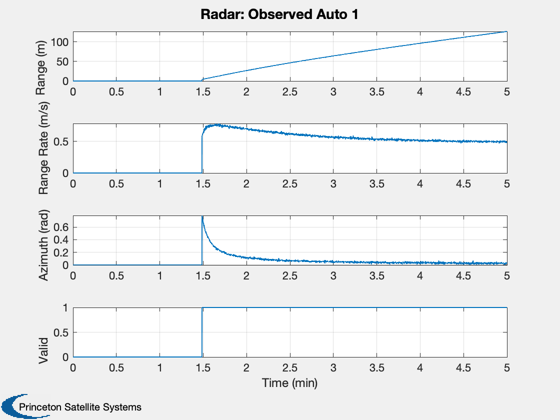 Radar: Observed Auto 1
Range (m)
100
50
0
0 0.5 1 1.5 2 2.5 3 3.5 4 4.5 5
Range Rate (m/s)
0.5
0
0 0.5 1 1.5 2 2.5 3 3.5 4 4.5 5
Azimuth (rad)
0.6
0.4
0.2
0
0 0.5 1 1.5 2 2.5 3 3.5 4 4.5 5
Valid
1
0.5
0
0 0.5 1 1.5 2 2.5 3 3.5 4 4.5 5
Time (min)
Princeton Satellite Systems